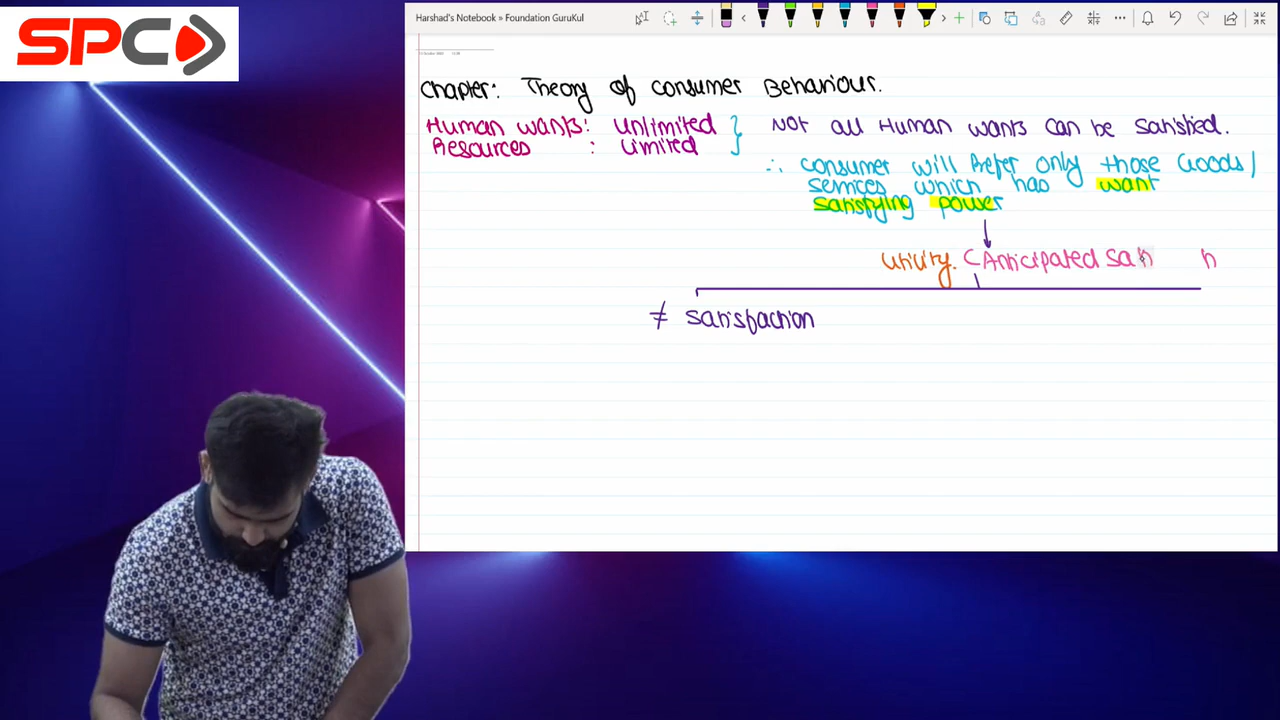 SPC
Harshad's Notebook » Foundation GuruKul
Chapter: Theory of consumer Behaviour.
Human wants: unlimited } Not all Human wants can be satisfied.
Resources : Limited
∴ consumer will Prefer only those Goods/
services which has want
satisfying power
Utility. (Anticipated Sa
≠ satisfaction